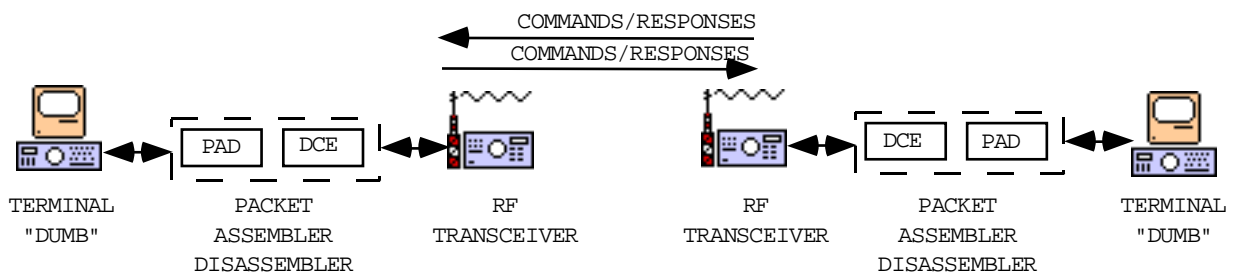 COMMANDS/RESPONSES
COMMANDS/RESPONSES
PAD DCE DCE PAD
TERMINAL PACKET RF RF PACKET TERMINAL
"DUMB" ASSEMBLER TRANSCEIVER TRANSCEIVER ASSEMBLER "DUMB"
DISASSEMBLER DISASSEMBLER